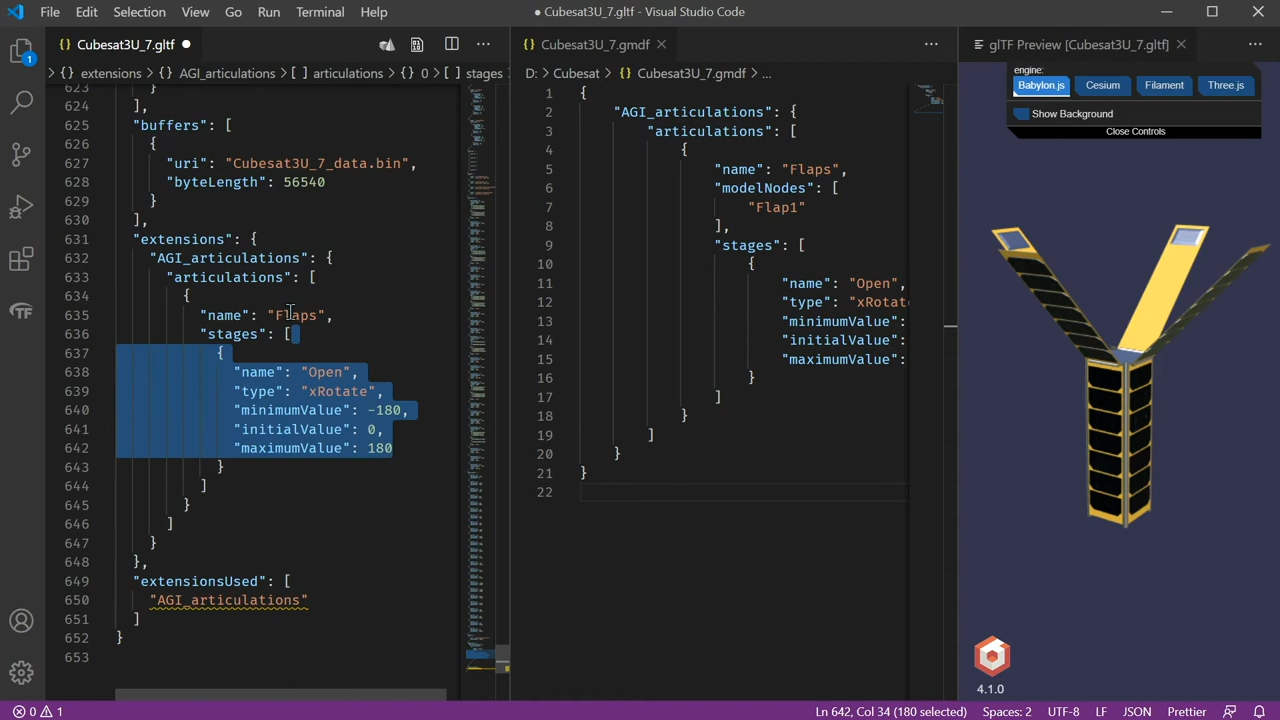 File Edit Selection View Go Run Terminal Help
● Cubesat3U_7.gltf - Visual Studio Code
{} Cubesat3U_7.gltf ●
{} extensions > {} AGI_articulations > [ ] articulations > {} 0 > [ ] stages >
623 }
624 ],
625 "buffers": [
626 {
627 "uri": "Cubesat3U_7_data.bin",
628 "byteLength": 56540
629 }
630 ],
631 "extensions": {
632 "AGI_articulations": {
633 "articulations": [
634 {
635 "name": "Flaps",
636 "stages": [
637 {
638 "name": "Open",
639 "type": "xRotate",
640 "minimumValue": -180,
641 "initialValue": 0,
642 "maximumValue": 180
643 }
644 ]
645 }
646 ]
647 }
648 },
649 "extensionsUsed": [
650 "AGI_articulations"
651 ]
652 }
653
{} Cubesat3U_7.gmdf ×
D: > Cubesat > {} Cubesat3U_7.gmdf > ...
1 {
2 "AGI_articulations": {
3 "articulations": [
4 {
5 "name": "Flaps",
6 "modelNodes": [
7 "Flap1"
8 ],
9 "stages": [
10 {
11 "name": "Open",
12 "type": "xRotate
13 "minimumValue":
14 "initialValue":
15 "maximumValue":
16 }
17 ]
18 }
19 ]
20 }
21 }
22
glTF Preview [Cubesat3U_7.gltf] ×
engine:
Babylon.js Cesium Filament Three.js
Show Background
Close Controls
4.1.0
1
0 1
Ln 642, Col 34 (180 selected) Spaces: 2 UTF-8 LF JSON Prettier